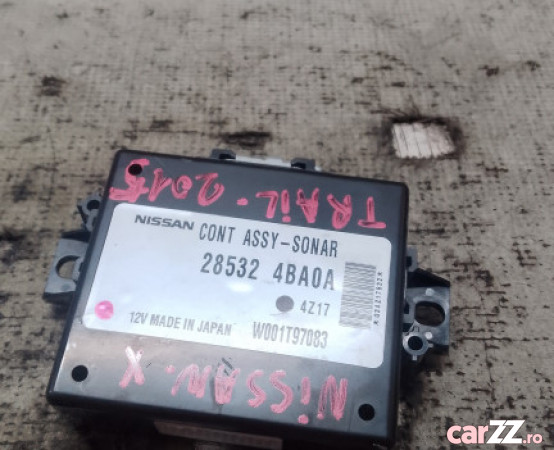 TRAIL-2015
NISSAN CONT ASSY-SONAR
28532 4BA0A
4Z17
12V MADE IN JAPAN W001T97083
NISSAN-X
carZZ.ro